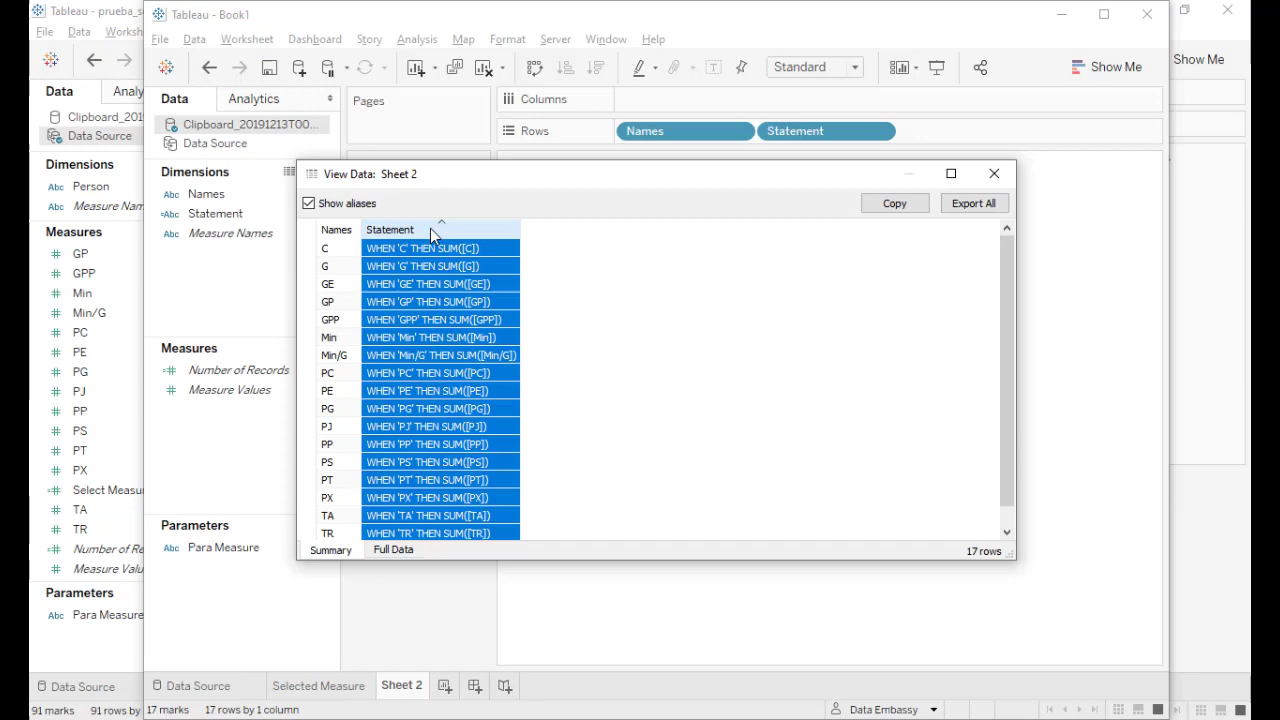 Tableau - prueba_s
File Data Worksh
Data Analy
Clipboard_201
Data Source
Dimensions
Abc Person
Abc Measure Nam
Measures
GP
GPP
Min
Min/G
PC
PE
PG
PJ
PP
PS
PT
PX
Select Measu
TA
TR
Number of Re
Measure Valu
Parameters
Abc Para Measure
Data Source
91 marks 91 rows by
Show Me
Tableau - Book1
File Data Worksheet Dashboard Story Analysis Map Format Server Window Help
Standard
Show Me
Data Analytics
Clipboard_20191213T00...
Data Source
Dimensions
Abc Names
Abc Statement
Abc Measure Names
Measures
Number of Records
Measure Values
Parameters
Abc Para Measure
Pages
Columns
Rows Names Statement
View Data: Sheet 2
Show aliases Copy Export All
Names Statement
C WHEN 'C' THEN SUM([C])
G WHEN 'G' THEN SUM([G])
GE WHEN 'GE' THEN SUM([GE])
GP WHEN 'GP' THEN SUM([GP])
GPP WHEN 'GPP' THEN SUM([GPP])
Min WHEN 'Min' THEN SUM([Min])
Min/G WHEN 'Min/G' THEN SUM([Min/G])
PC WHEN 'PC' THEN SUM([PC])
PE WHEN 'PE' THEN SUM([PE])
PG WHEN 'PG' THEN SUM([PG])
PJ WHEN 'PJ' THEN SUM([PJ])
PP WHEN 'PP' THEN SUM([PP])
PS WHEN 'PS' THEN SUM([PS])
PT WHEN 'PT' THEN SUM([PT])
PX WHEN 'PX' THEN SUM([PX])
TA WHEN 'TA' THEN SUM([TA])
TR WHEN 'TR' THEN SUM([TR])
Summary Full Data 17 rows
Data Source Selected Measure Sheet 2
17 marks 17 rows by 1 column Data Embassy